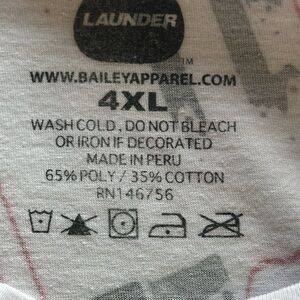 LAUNDER
TM
WWW.BAILEYAPPAREL.COM
4XL
WASH COLD, DO NOT BLEACH
OR IRON IF DECORATED
MADE IN PERU
65% POLY / 35% COTTON
RN146756